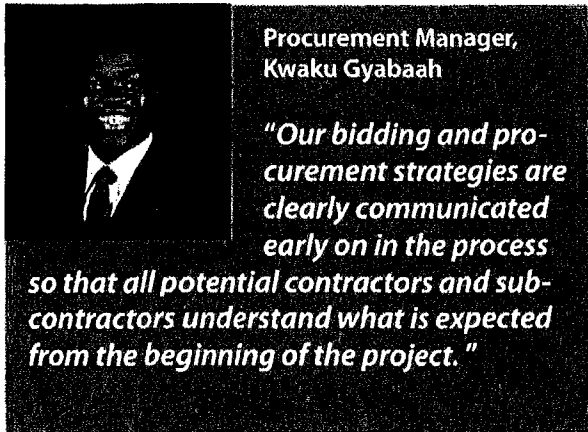 Procurement Manager,
Kwaku Gyabaah
"Our bidding and pro-
curement strategies are
clearly communicated
early on in the process
so that all potential contractors and sub-
contractors understand what is expected
from the beginning of the project."